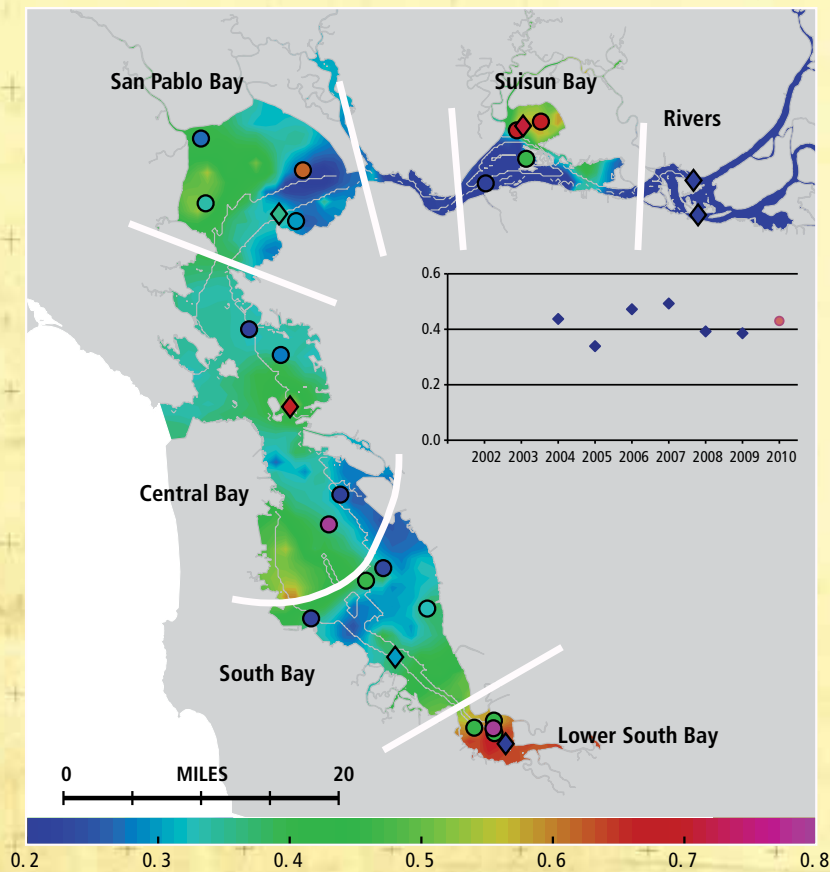 San Pablo Bay
Suisun Bay
Rivers
0.6
0.4
0.2
0.0
2002 2003 2004 2005 2006 2007 2008 2009 2010
Central Bay
South Bay
Lower South Bay
0 MILES 20
0.2 0.3 0.4 0.5 0.6 0.7 0.8